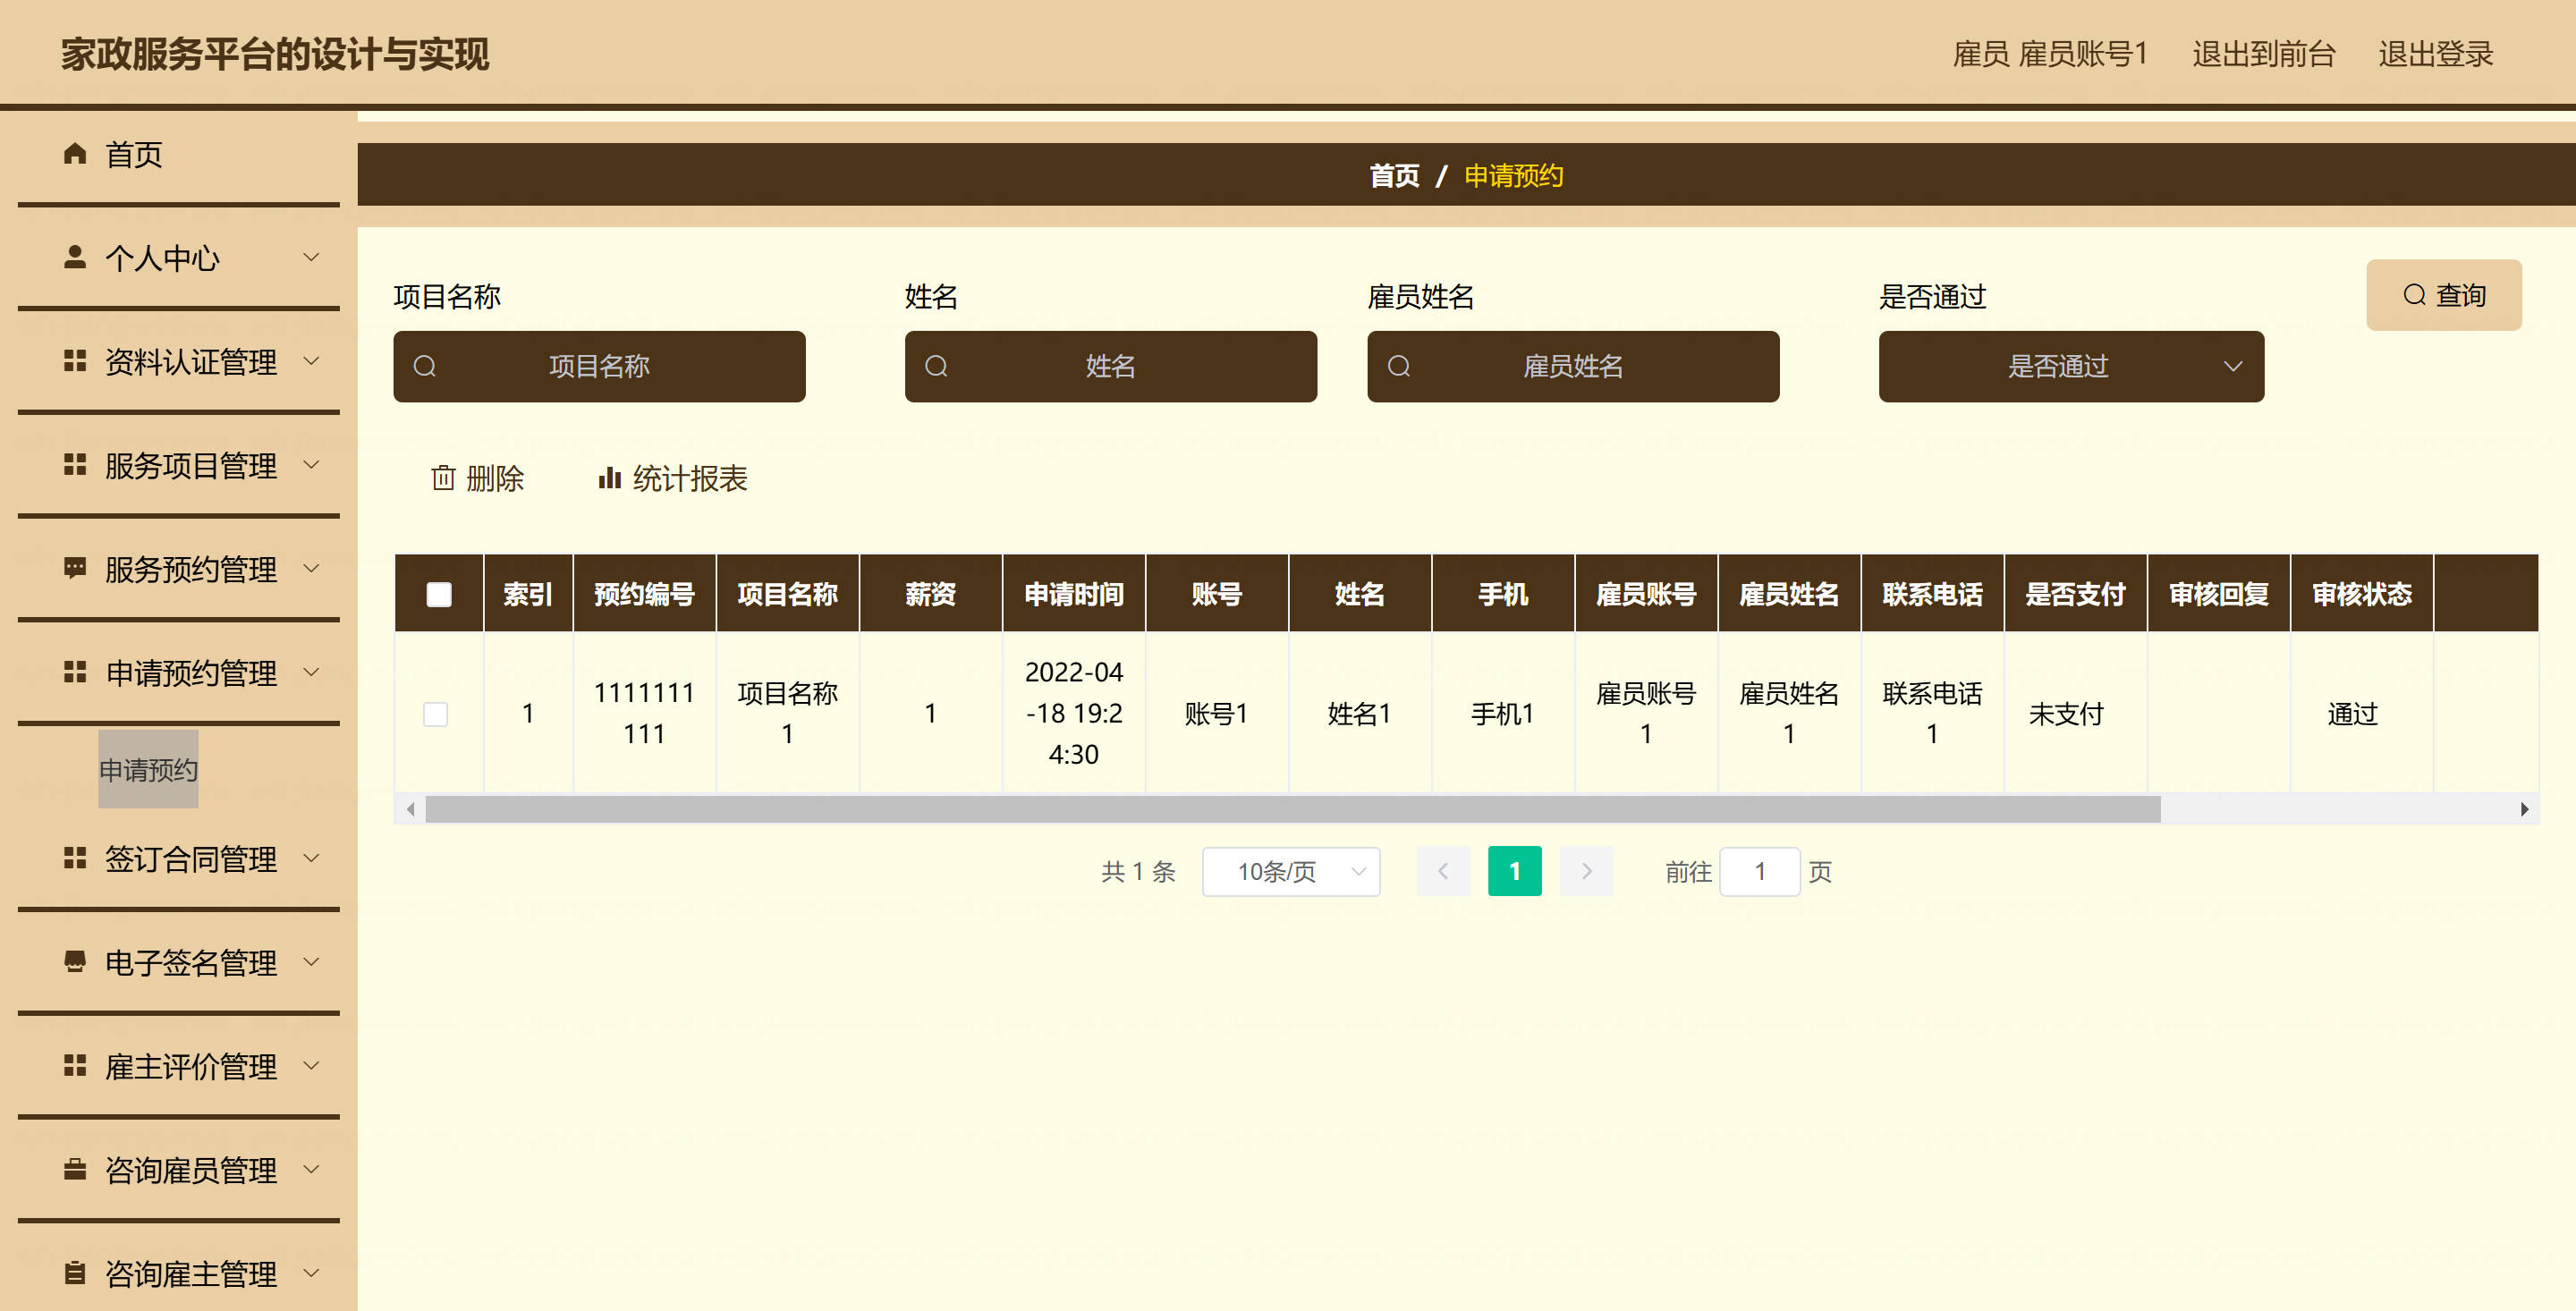 家政服务平台的设计与实现
雇员 雇员账号1 退出到前台 退出登录
首页
个人中心
资料认证管理
服务项目管理
服务预约管理
申请预约管理
申请预约
签订合同管理
电子签名管理
雇主评价管理
咨询雇员管理
咨询雇主管理
首页 / 申请预约
项目名称 姓名 雇员姓名 是否通过
项目名称 姓名 雇员姓名 是否通过 查询
删除 统计报表
索引 预约编号 项目名称 薪资 申请时间 账号 姓名 手机 雇员账号 雇员姓名 联系电话 是否支付 审核回复 审核状态
1 1111111111 项目名称1 1 2022-04-18 19:24:30 账号1 姓名1 手机1 雇员账号1 雇员姓名1 联系电话1 未支付 通过
共 1 条 10条/页 1 前往 1 页